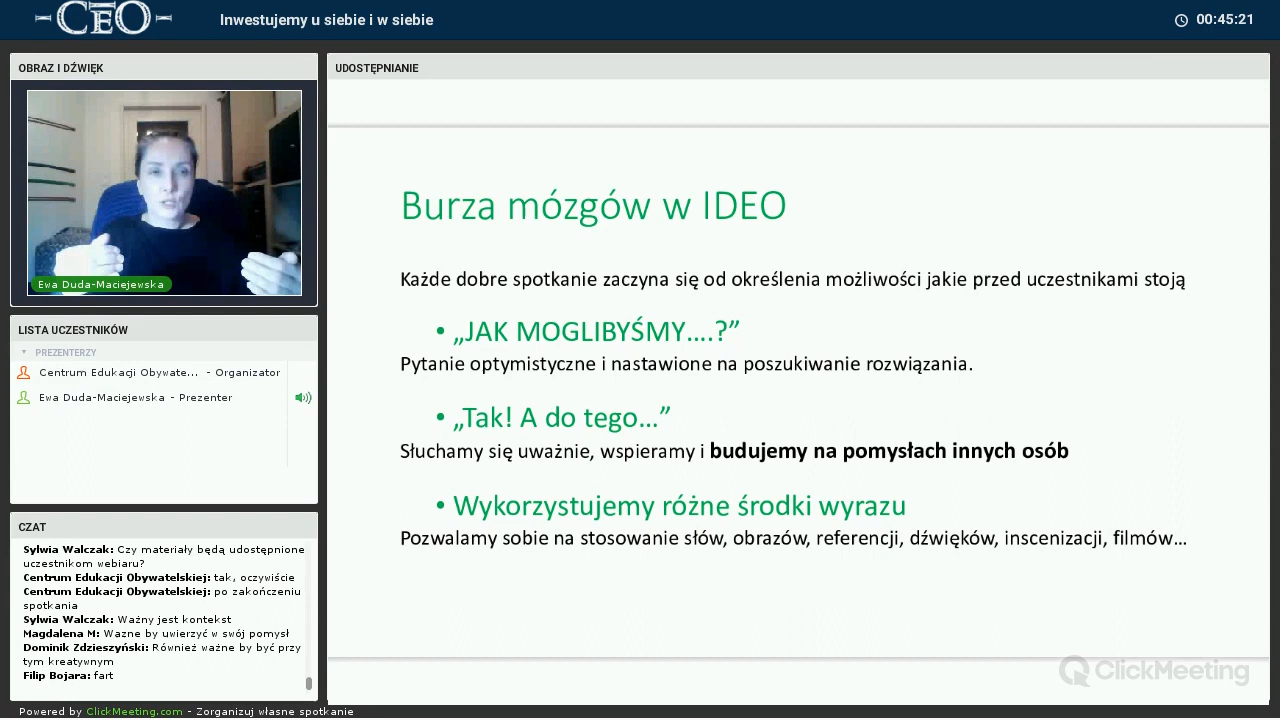 CEO
Inwestujemy u siebie i w siebie
00:45:21
OBRAZ I DŹWIĘK
Ewa Duda-Maciejewska
LISTA UCZESTNIKÓW
PREZENTERZY
Centrum Edukacji Obywate... - Organizator
Ewa Duda-Maciejewska - Prezenter
CZAT
Sylwia Walczak: Czy materiały będą udostępnione
uczestnikom webiaru?
Centrum Edukacji Obywatelskiej: tak, oczywiście
Centrum Edukacji Obywatelskiej: po zakończeniu
spotkania
Sylwia Walczak: Ważny jest kontekst
Magdalena M: Wazne by uwierzyć w swój pomysł
Dominik Zdzieszyński: Również ważne by być przy
tym kreatywnym
Filip Bojara: fart
UDOSTĘPNIANIE
Burza mózgów w IDEO
Każde dobre spotkanie zaczyna się od określenia możliwości jakie przed uczestnikami stoją
• „JAK MOGLIBYŚMY....?”
Pytanie optymistyczne i nastawione na poszukiwanie rozwiązania.
• „Tak! A do tego...”
Słuchamy się uważnie, wspieramy i budujemy na pomysłach innych osób
• Wykorzystujemy różne środki wyrazu
Pozwalamy sobie na stosowanie słów, obrazów, referencji, dźwięków, inscenizacji, filmów...
ClickMeeting
Powered by ClickMeeting.com - Zorganizuj własne spotkanie